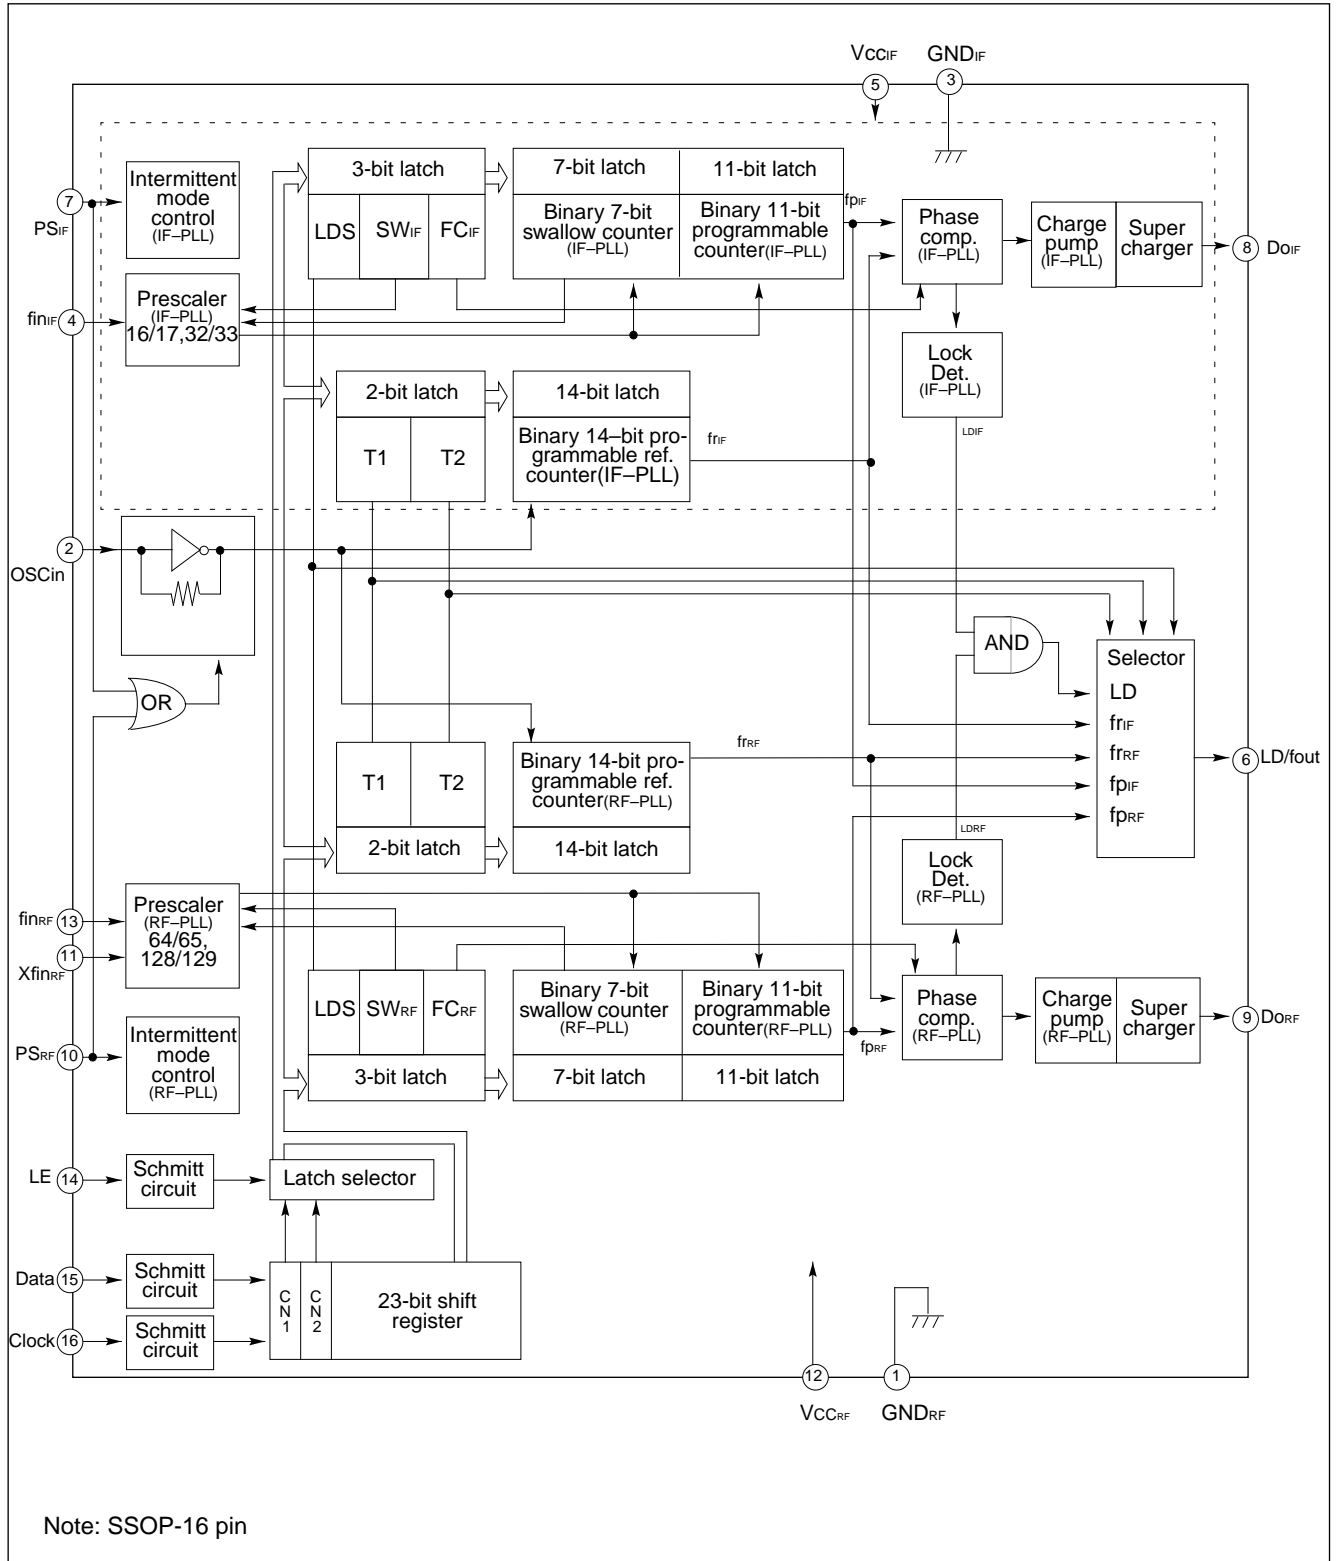 VccIF GNDIF
5 3
Intermittent
mode
control
(IF–PLL)
7
PSIF
3-bit latch
LDS SWIF FCIF
7-bit latch 11-bit latch
Binary 7-bit
swallow counter
(IF–PLL)
Binary 11-bit
programmable
counter(IF–PLL)
fpIF
Phase
comp.
(IF–PLL)
Charge
pump
(IF–PLL)
Super
charger
8 DoIF
finIF 4
Prescaler
(IF–PLL)
16/17,32/33
Lock
Det.
(IF–PLL)
LDIF
2-bit latch
T1 T2
14-bit latch
Binary 14–bit pro-
grammable ref.
counter(IF–PLL)
frIF
2
OSCin
OR
AND
Selector
LD
frIF
frRF
fpIF
fpRF
6 LD/fout
T1 T2
2-bit latch
Binary 14-bit pro-
grammable ref.
counter(RF–PLL)
14-bit latch
frRF
LDRF
Lock
Det.
(RF–PLL)
finRF 13
11
XfinRF
Prescaler
(RF–PLL)
64/65,
128/129
LDS SWRF FCRF
3-bit latch
Binary 7-bit
swallow counter
(RF–PLL)
Binary 11-bit
programmable
counter(RF–PLL)
7-bit latch 11-bit latch
fpRF
Phase
comp.
(RF–PLL)
Charge
pump
(RF–PLL)
Super
charger
9 DoRF
PSRF 10
Intermittent
mode
control
(RF–PLL)
LE 14
Schmitt
circuit
Latch selector
Data 15
Schmitt
circuit
Clock 16
Schmitt
circuit
C
N
1
C
N
2
23-bit shift
register
12 1
VCCRF GNDRF
Note: SSOP-16 pin